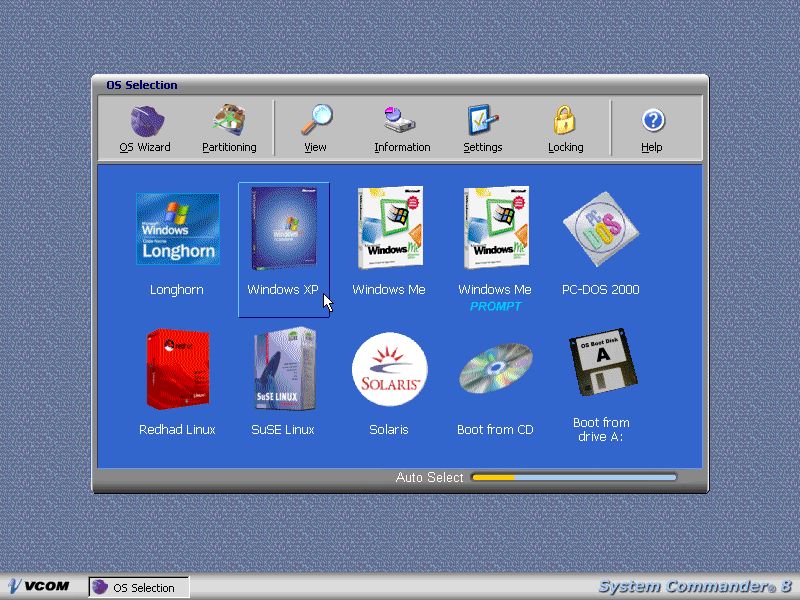 OS Selection
OS Wizard
Partitioning
View
Information
Settings
Locking
Help
Microsoft
Windows
Code Name
Longhorn
Microsoft
Windows
Microsoft
Windows Me
Microsoft
Windows Me
PC
DOS
Longhorn
Windows XP
Windows Me
Windows Me
PC-DOS 2000
PROMPT
SuSE LINUX
SOLARIS
OS Boot Disk
A
Redhad Linux
SuSE Linux
Solaris
Boot from CD
Boot from
drive A:
Auto Select
VCOM
OS Selection
System Commander® 8